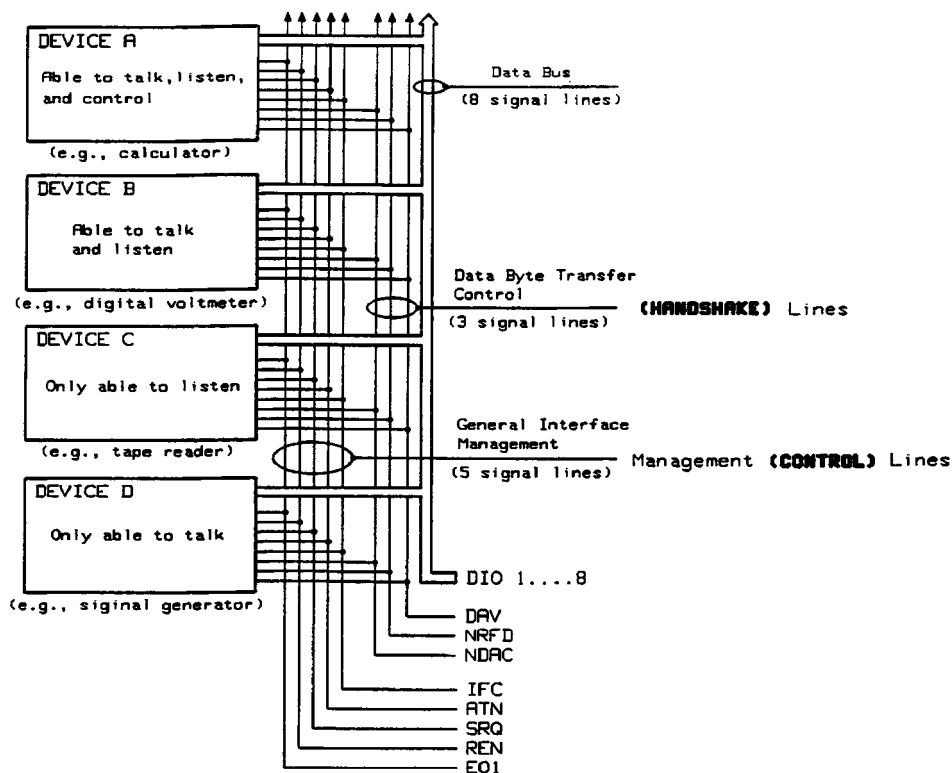 DEVICE A
Able to talk, listen,
and control
(e.g., calculator)
Data Bus
(8 signal lines)
DEVICE B
Able to talk
and listen
(e.g., digital voltmeter)
Data Byte Transfer
Control
(3 signal lines)
(HANDSHAKE) Lines
DEVICE C
Only able to listen
(e.g., tape reader)
General Interface
Management
(5 signal lines)
Management (CONTROL) Lines
DEVICE D
Only able to talk
(e.g., siginal generator)
DIO 1....8
DAV
NRFD
NDAC
IFC
ATN
SRQ
REN
EO1